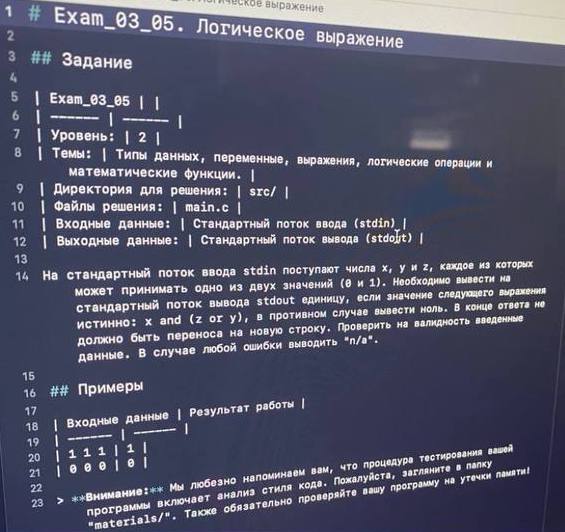 Логическое выражение
1 # Exam_03_05. Логическое выражение
2
3 ## Задание
4
5 | Exam_03_05 | |
6 | ------ | ------ |
7 | Уровень: | 2 |
8 | Темы: | Типы данных, переменные, выражения, логические операции и
математические функции. |
9 | Директория для решения: | src/ |
10 | Файлы решения: | main.c |
11 | Входные данные: | Стандартный поток ввода (stdin) |
12 | Выходные данные: | Стандартный поток вывода (stdout) |
13
14 На стандартный поток ввода stdin поступают числа x, y и z, каждое из которых
может принимать одно из двух значений (0 и 1). Необходимо вывести на
стандартный поток вывода stdout единицу, если значение следующего выражения
истинно: x and (z or y), в противном случае вывести ноль. В конце ответа не
должно быть переноса на новую строку. Проверить на валидность введенные
данные. В случае любой ошибки выводить "n/a".
15
16 ## Примеры
17
18 | Входные данные | Результат работы |
19 | ------ | ------ |
20 | 1 1 1 | 1 |
21 | 0 0 0 | 0 |
22
23 > **Внимание:** Мы любезно напоминаем вам, что процедура тестирования вашей
программы включает анализ стиля кода. Пожалуйста, загляните в папку
"materials/". Также обязательно проверяйте вашу программу на утечки памяти!